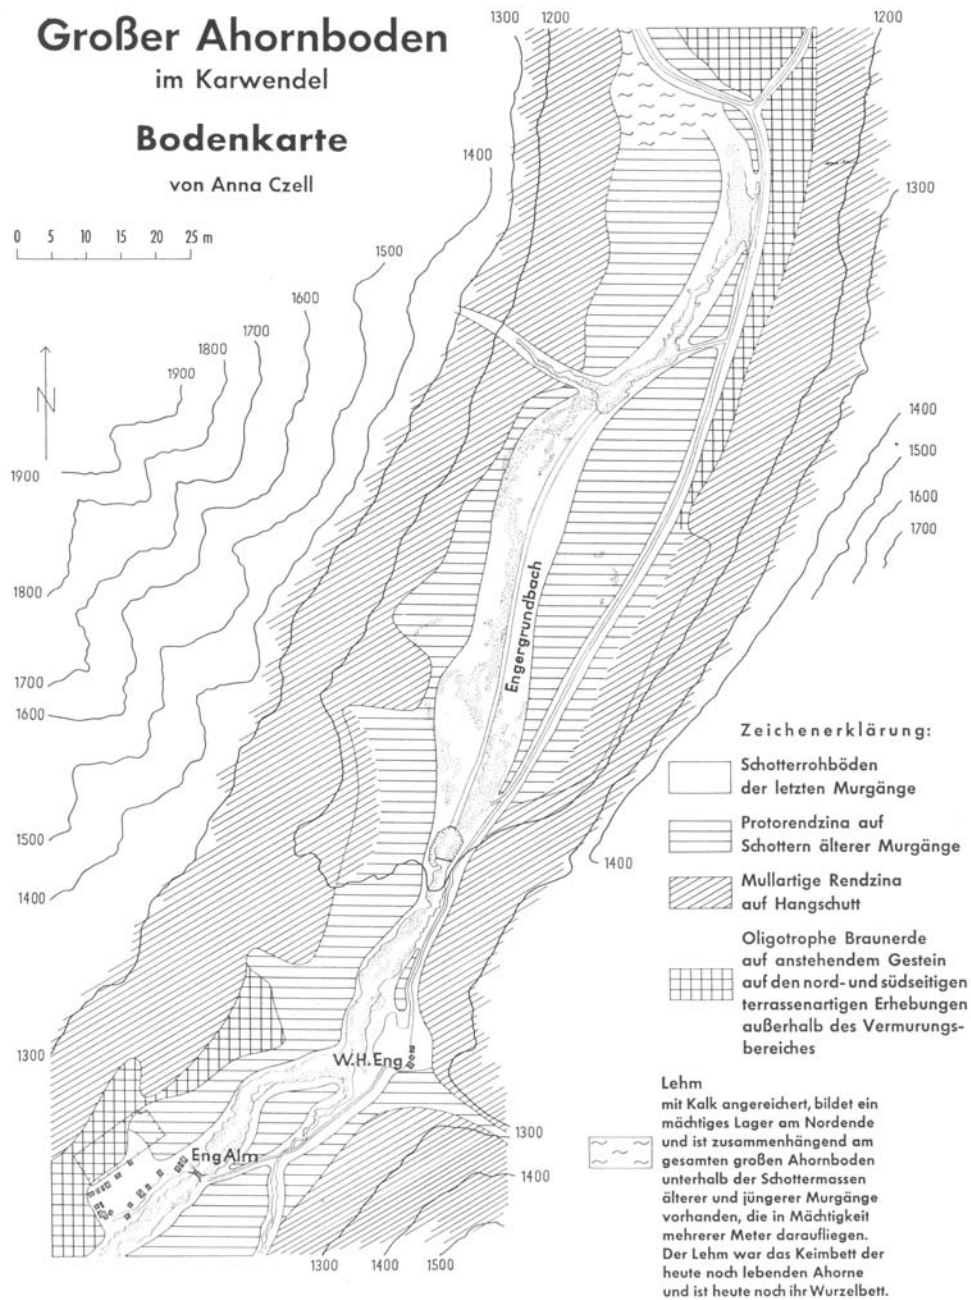 Großer Ahornboden
im Karwendel
Bodenkarte
von Anna Czell
0 5 10 15 20 25 m
N
1300 1200
1200
1400
1300
1500
1600
1700
1800
1900
1900
1800
1700
1600
1500
1400
1300
1400
1500
1600
1700
1400
Engergrundbach
W.H.Eng
Eng Alm
1300
1400
1300 1400 1500
Zeichenerklärung:
Schotterrohböden
der letzten Murgänge
Protorendzina auf
Schottern älterer Murgänge
Mullartige Rendzina
auf Hangschutt
Oligotrophe Braunerde
auf anstehendem Gestein
auf den nord- und südseitigen
terrassenartigen Erhebungen
außerhalb des Vermurungs-
bereiches
Lehm
mit Kalk angereichert, bildet ein
mächtiges Lager am Nordende
und ist zusammenhängend am
gesamten großen Ahornboden
unterhalb der Schottermassen
älterer und jüngerer Murgänge
vorhanden, die in Mächtigkeit
mehrerer Meter daraufliegen.
Der Lehm war das Keimbett der
heute noch lebenden Ahorne
und ist heute noch ihr Wurzelbett.